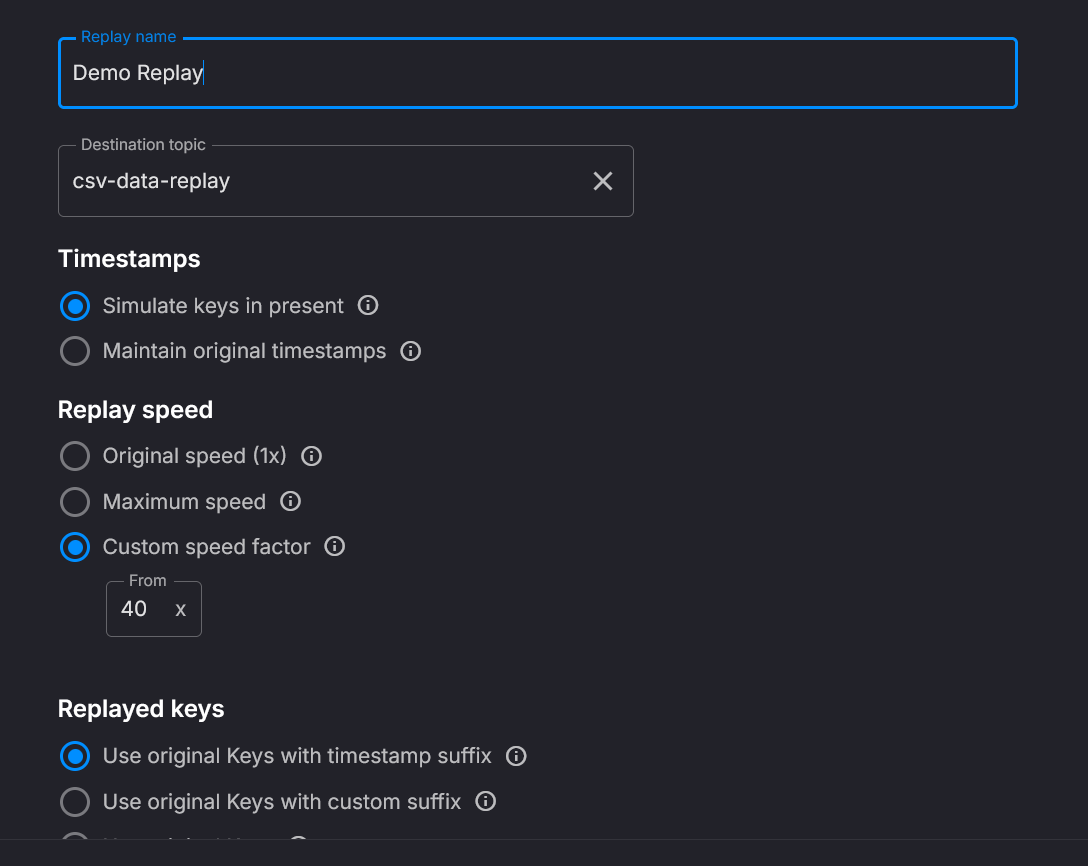 Replay name
Demo Replay
Destination topic
csv-data-replay
Timestamps
Simulate keys in present
Maintain original timestamps
Replay speed
Original speed (1x)
Maximum speed
Custom speed factor
From
40 x
Replayed keys
Use original Keys with timestamp suffix
Use original Keys with custom suffix